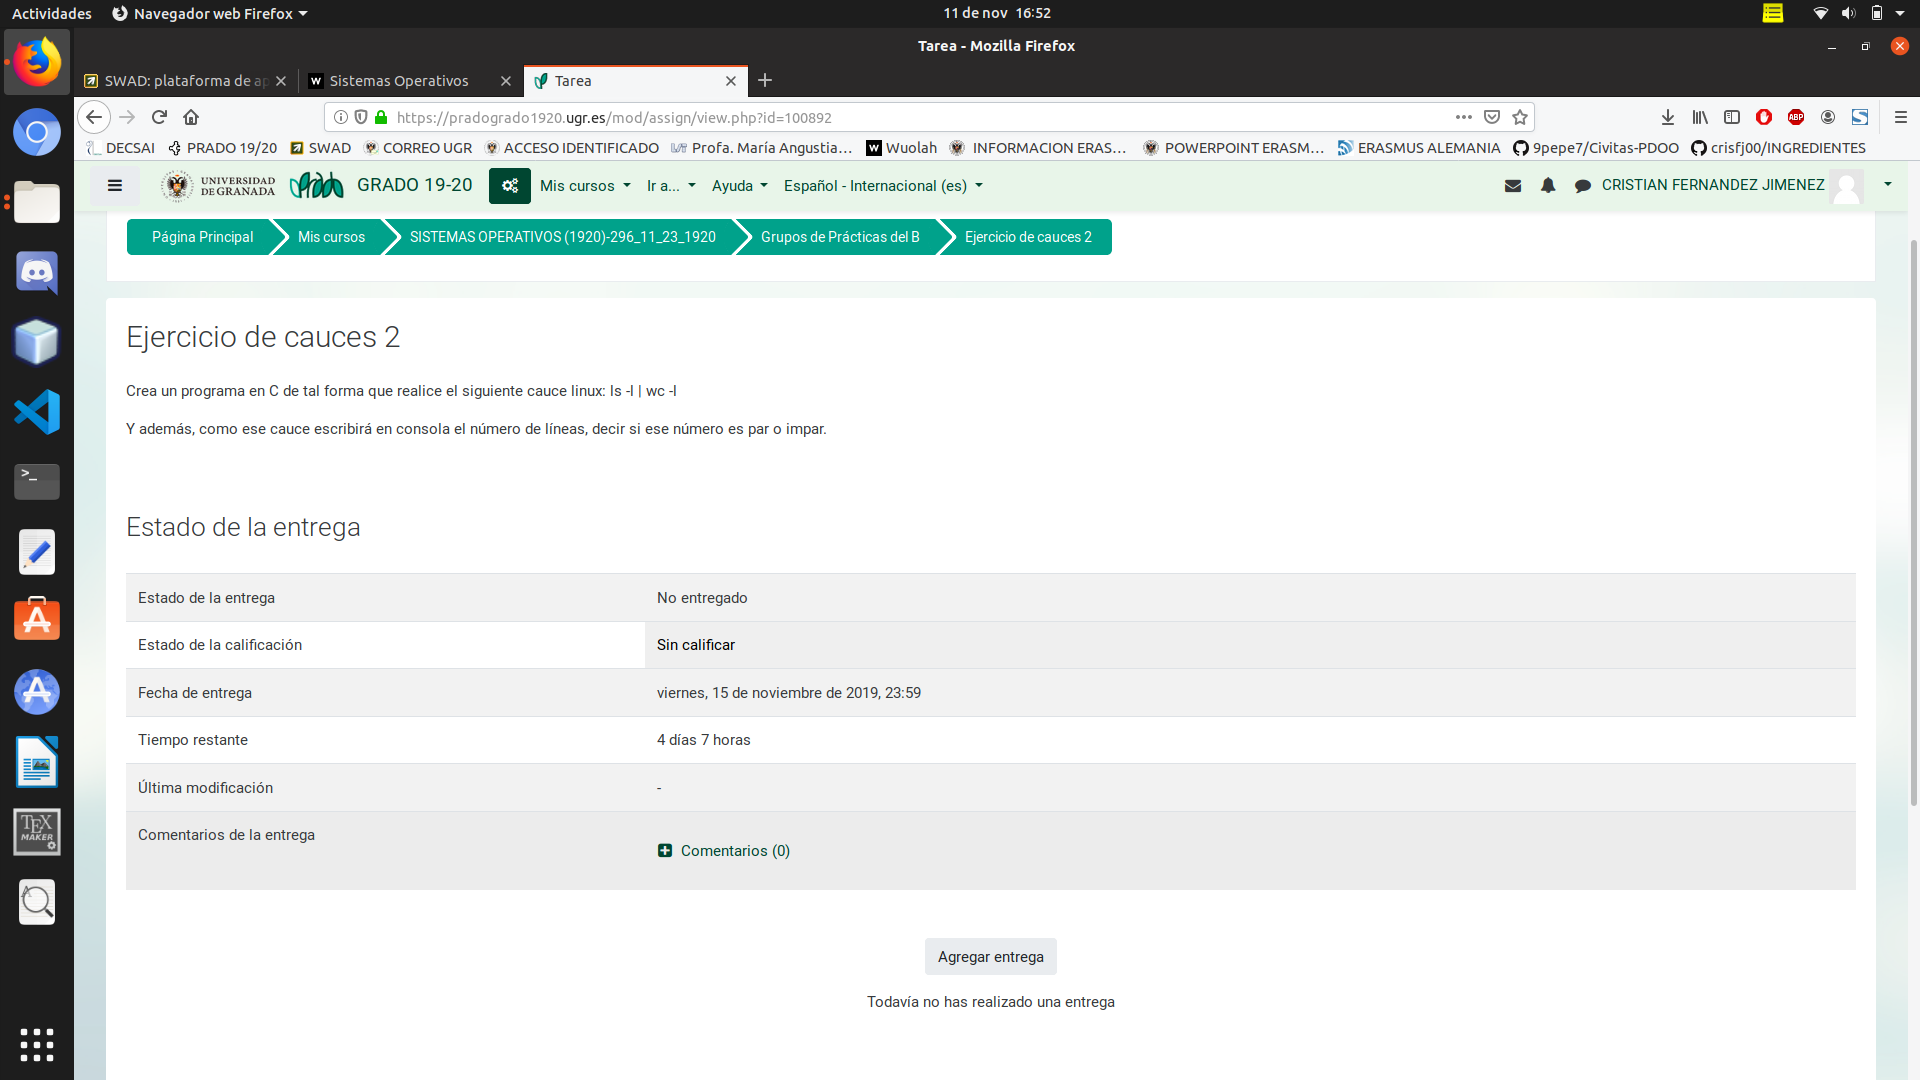 Actividades Navegador web Firefox 11 de nov 16:52
Tarea - Mozilla Firefox
SWAD: plataforma de ap Sistemas Operativos Tarea
https://pradogrado1920.ugr.es/mod/assign/view.php?id=100892
DECSAI PRADO 19/20 SWAD CORREO UGR ACCESO IDENTIFICADO Profa. María Angustia... Wuolah INFORMACION ERAS... POWERPOINT ERASM... ERASMUS ALEMANIA 9pepe7/Civitas-PDOO crisfj00/INGREDIENTES
UNIVERSIDAD DE GRANADA GRADO 19-20 Mis cursos Ir a... Ayuda Español - Internacional (es) CRISTIAN FERNANDEZ JIMENEZ
Página Principal Mis cursos SISTEMAS OPERATIVOS (1920)-296_11_23_1920 Grupos de Prácticas del B Ejercicio de cauces 2
Ejercicio de cauces 2
Crea un programa en C de tal forma que realice el siguiente cauce linux: ls -l | wc -l
Y además, como ese cauce escribirá en consola el número de líneas, decir si ese número es par o impar.
Estado de la entrega
Estado de la entrega No entregado
Estado de la calificación Sin calificar
Fecha de entrega viernes, 15 de noviembre de 2019, 23:59
Tiempo restante 4 días 7 horas
Última modificación -
Comentarios de la entrega
Comentarios (0)
Agregar entrega
Todavía no has realizado una entrega
TEX
MAKER